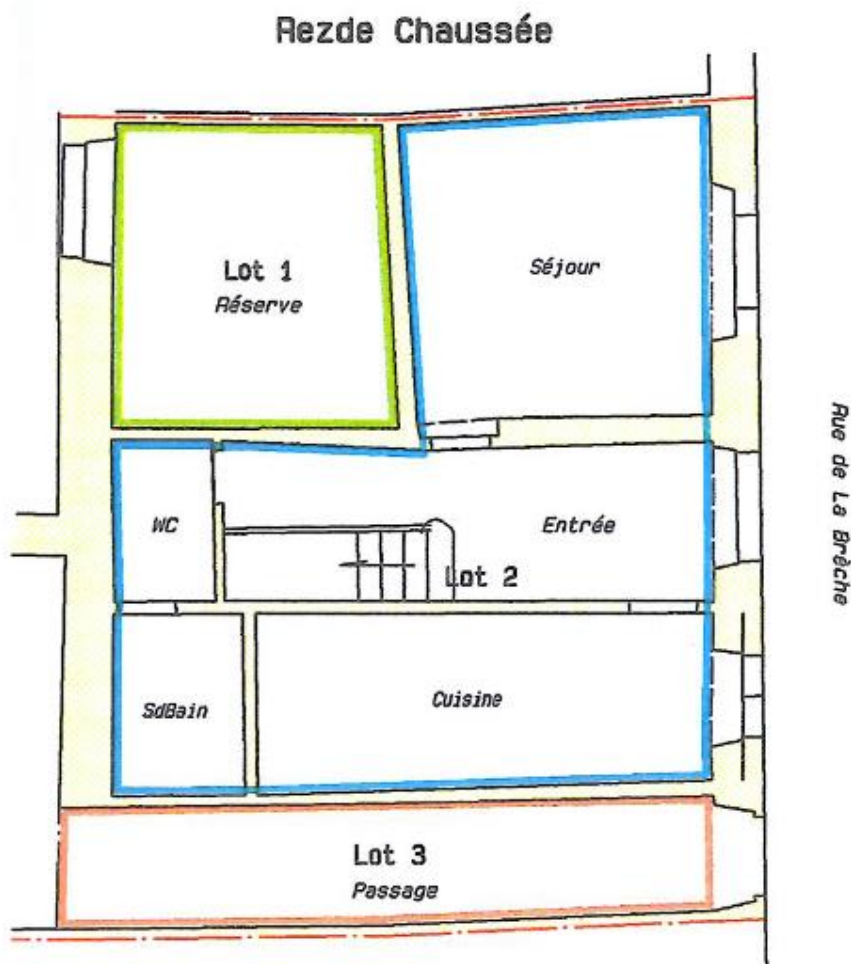 Rezde Chaussée
Lot 1
Réserve
Séjour
Rue de La Brèche
WC
Entrée
Lot 2
SdBain
Cuisine
Lot 3
Passage